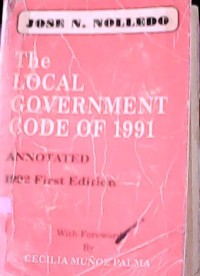 JOSE N. NOLLEDO
The
LOCAL
GOVERNMENT
CODE OF 1991
ANNOTATED
1992 First Edition
With Foreword
By
CECILIA MUÑOZ PALMA